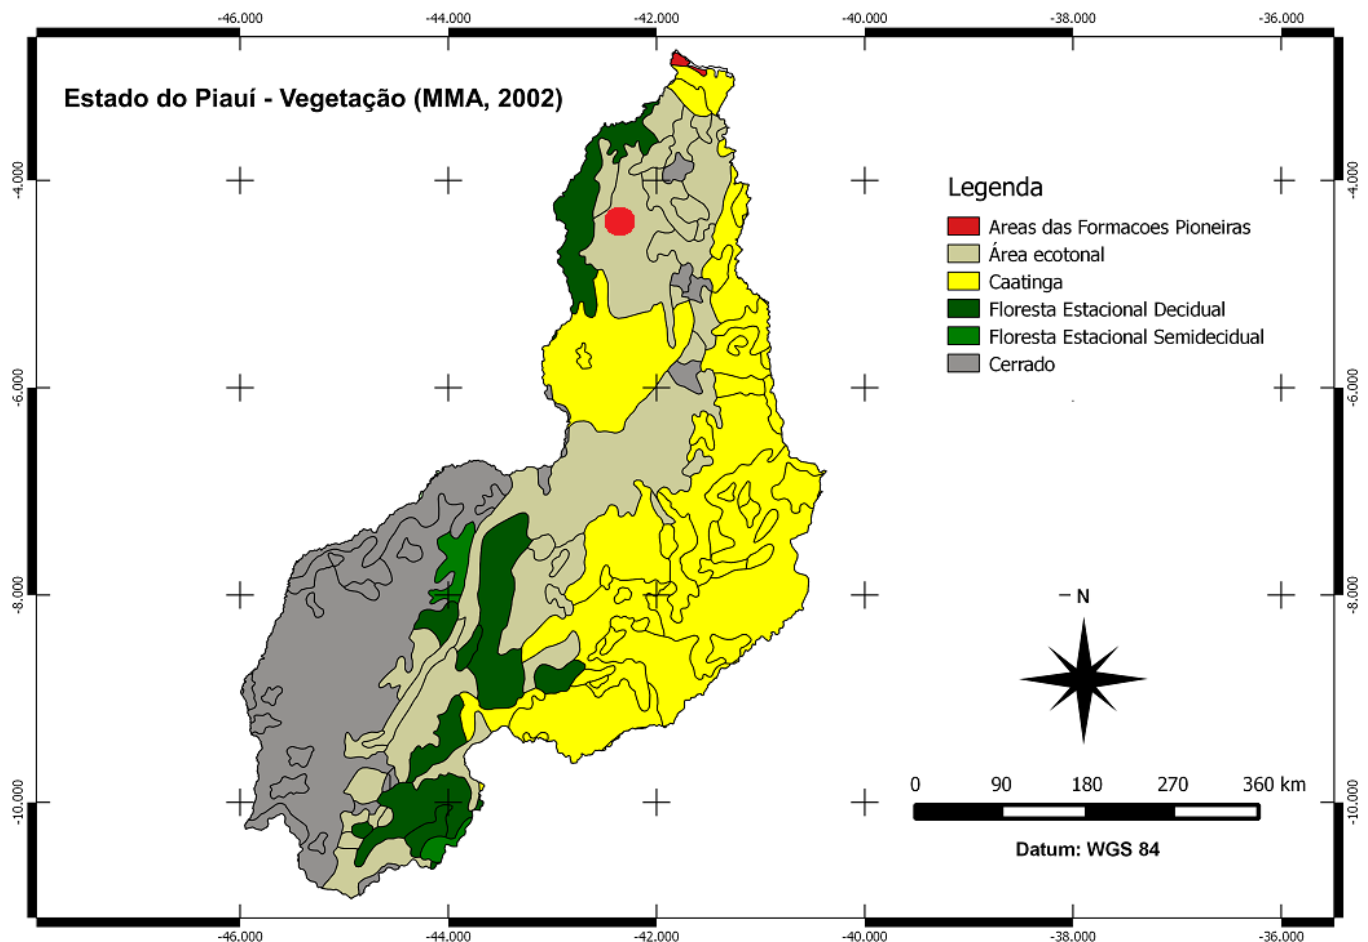 -46.000 -44.000 -42.000 -40.000 -38.000 -36.000
Estado do Piauí - Vegetação (MMA, 2002)
-4.000 -4.000
Legenda
Areas das Formacoes Pioneiras
Área ecotonal
Caatinga
Floresta Estacional Decidual
Floresta Estacional Semidecidual
Cerrado
-6.000 -6.000
-8.000 -8.000
N
0 90 180 270 360 km
-10.000 -10.000
Datum: WGS 84
-46.000 -44.000 -42.000 -40.000 -38.000 -36.000